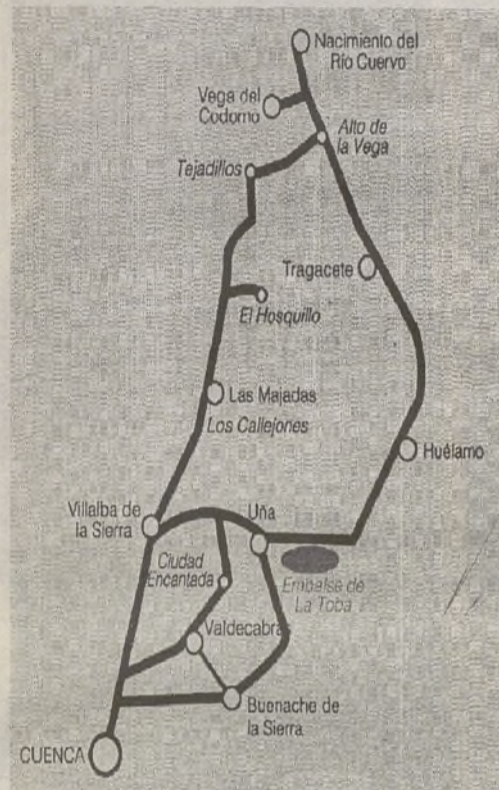 Nacimiento del
Río Cuervo
Vega del
Codorno
Alto de
la Vega
Tejadillos
Tragacete
El Hosquillo
Las Majadas
Los Callejones
Huélamo
Villalba de
la Sierra
Uña
Ciudad
Encantada
Embalse de
La Toba
Valdecabras
Buenache de
la Sierra
CUENCA